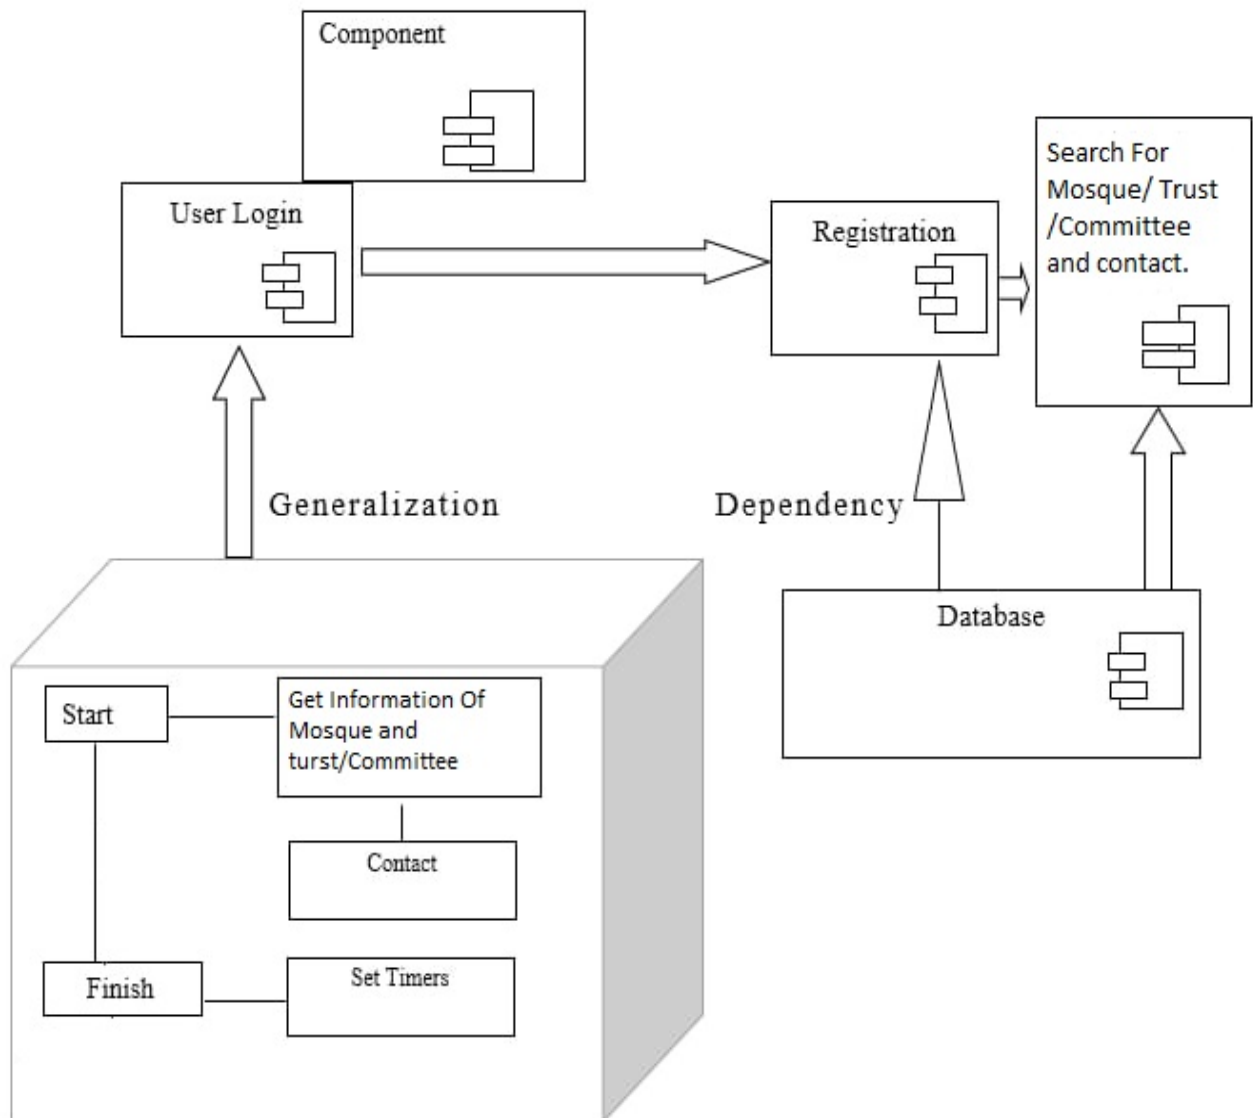 Component
User Login
Registration
Search For
Mosque/ Trust
/Committee
and contact.
Generalization
Dependency
Database
Start
Get Information Of
Mosque and
turst/Committee
Contact
Finish
Set Timers